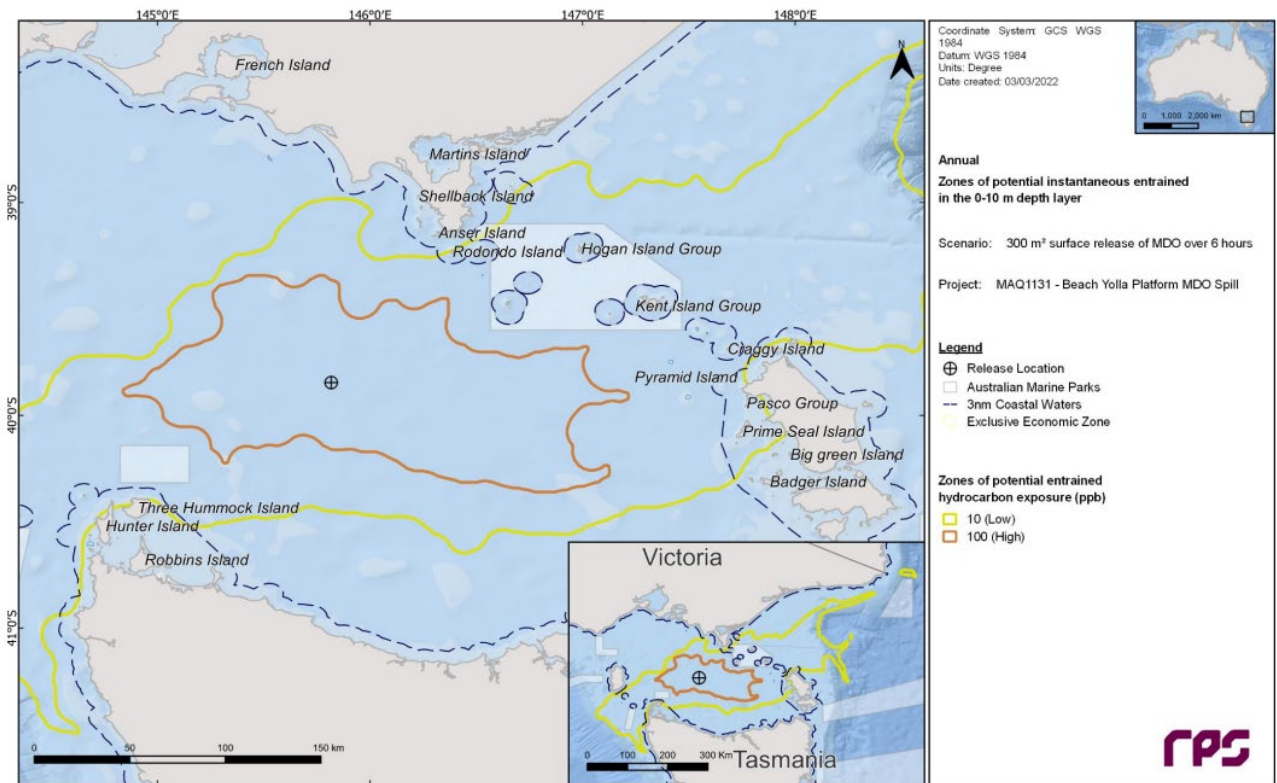 145°0'E 146°0'E 147°0'E 148°0'E
39°0'S
40°0'S
41°0'S
N
French Island
Martins Island
Shellback Island
Anser Island
Rodondo Island
Hogan Island Group
Kent Island Group
Craggy Island
Pyramid Island
Pasco Group
Prime Seal Island
Big green Island
Badger Island
Three Hummock Island
Hunter Island
Robbins Island
0 50 100 150 km
Victoria
Tasmania
0 100 200 300 Km
Coordinate System: GCS WGS
1984
Datum: WGS 1984
Units: Degree
Date created: 03/03/2022
0 1,000 2,000 km
Annual
Zones of potential instantaneous entrained
in the 0-10 m depth layer
Scenario: 300 m² surface release of MDO over 6 hours
Project: MAQ1131 - Beach Yolla Platform MDO Spill
Legend
Release Location
Australian Marine Parks
3nm Coastal Waters
Exclusive Economic Zone
Zones of potential entrained
hydrocarbon exposure (ppb)
10 (Low)
100 (High)
rps